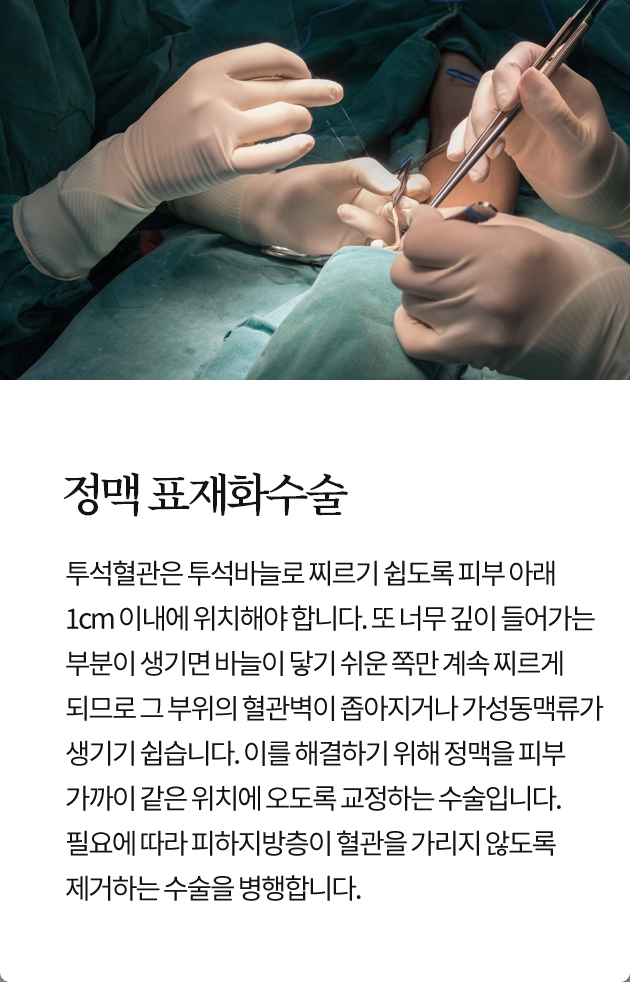 정맥 표재화수술
투석혈관은 투석바늘로 찌르기 쉽도록 피부 아래
1cm 이내에 위치해야 합니다. 또 너무 깊이 들어가는
부분이 생기면 바늘이 닿기 쉬운 쪽만 계속 찌르게
되므로 그 부위의 혈관벽이 좁아지거나 가성동맥류가
생기기 쉽습니다. 이를 해결하기 위해 정맥을 피부
가까이 같은 위치에 오도록 교정하는 수술입니다.
필요에 따라 피하지방층이 혈관을 가리지 않도록
제거하는 수술을 병행합니다.